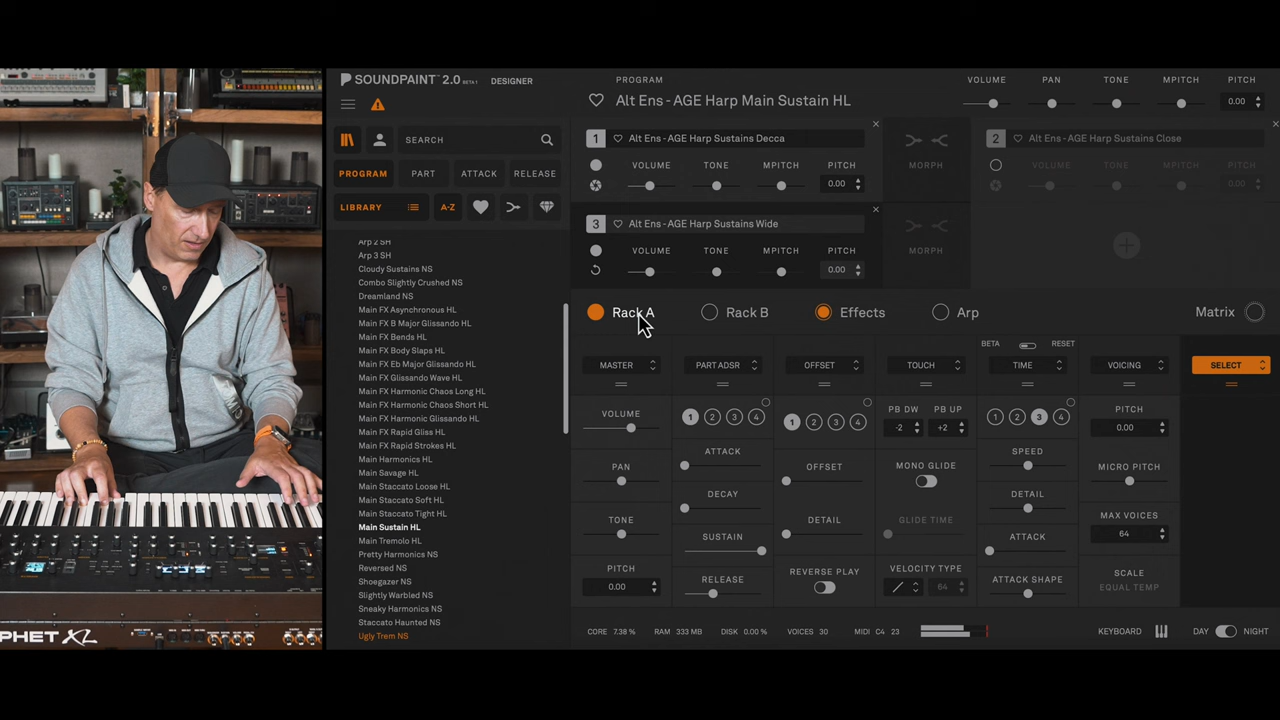 SOUNDPAINT™ 2.0 BETA 1 DESIGNER
PROGRAM
VOLUME PAN TONE MPITCH PITCH
Alt Ens - AGE Harp Main Sustain HL
0.00
SEARCH
PROGRAM PART ATTACK RELEASE
LIBRARY A-Z
1 Alt Ens - AGE Harp Sustains Decca
VOLUME TONE MPITCH PITCH
0.00
MORPH
2 Alt Ens - AGE Harp Sustains Close
VOLUME TONE MPITCH PITCH
0.00
3 Alt Ens - AGE Harp Sustains Wide
VOLUME TONE MPITCH PITCH
0.00
MORPH
Arp 2 SH
Arp 3 SH
Cloudy Sustains NS
Combo Slightly Crushed NS
Dreamland NS
Main FX Asynchronous HL
Main FX B Major Glissando HL
Main FX Bends HL
Main FX Body Slaps HL
Main FX Eb Major Glissando HL
Main FX Glissando Wave HL
Main FX Harmonic Chaos Long HL
Main FX Harmonic Chaos Short HL
Main FX Harmonic Glissando HL
Main FX Rapid Gliss HL
Main FX Rapid Strokes HL
Main Harmonics HL
Main Savage HL
Main Staccato Loose HL
Main Staccato Soft HL
Main Staccato Tight HL
Main Sustain HL
Main Tremolo HL
Pretty Harmonics NS
Reversed NS
Shoegazer NS
Slightly Warbled NS
Sneaky Harmonics NS
Staccato Haunted NS
Ugly Trem NS
Rack A Rack B Effects Arp Matrix
BETA RESET
MASTER PART ADSR OFFSET TOUCH TIME VOICING SELECT
VOLUME
PAN
TONE
PITCH
0.00
1 2 3 4
ATTACK
DECAY
SUSTAIN
RELEASE
1 2 3 4
OFFSET
DETAIL
REVERSE PLAY
PB DW PB UP
-2 +2
MONO GLIDE
GLIDE TIME
VELOCITY TYPE
64
1 2 3 4
SPEED
DETAIL
ATTACK
ATTACK SHAPE
PITCH
0.00
MICRO PITCH
MAX VOICES
64
SCALE
EQUAL TEMP
CORE 7.38 % RAM 333 MB DISK 0.00 % VOICES 30 MIDI C4 23 KEYBOARD DAY NIGHT
PHET XL